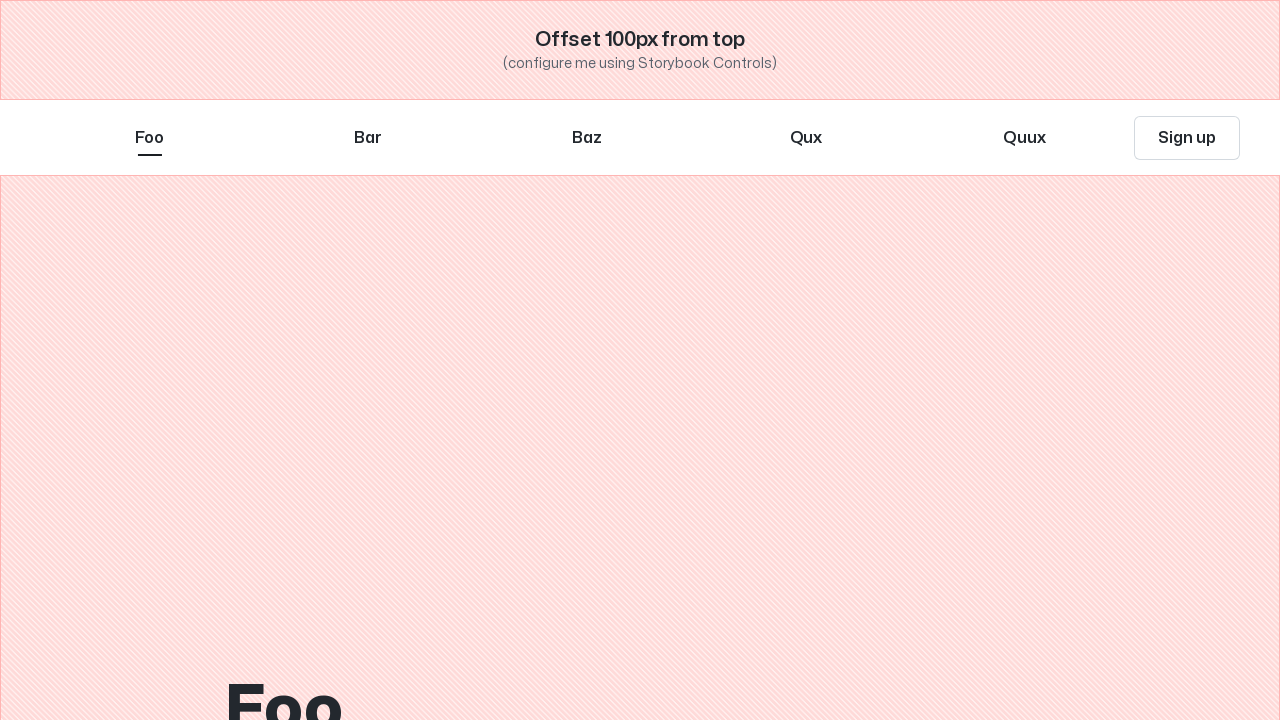 Offset 100px from top
(configure me using Storybook Controls)
Foo Bar Baz Qux Quux Sign up
Foo